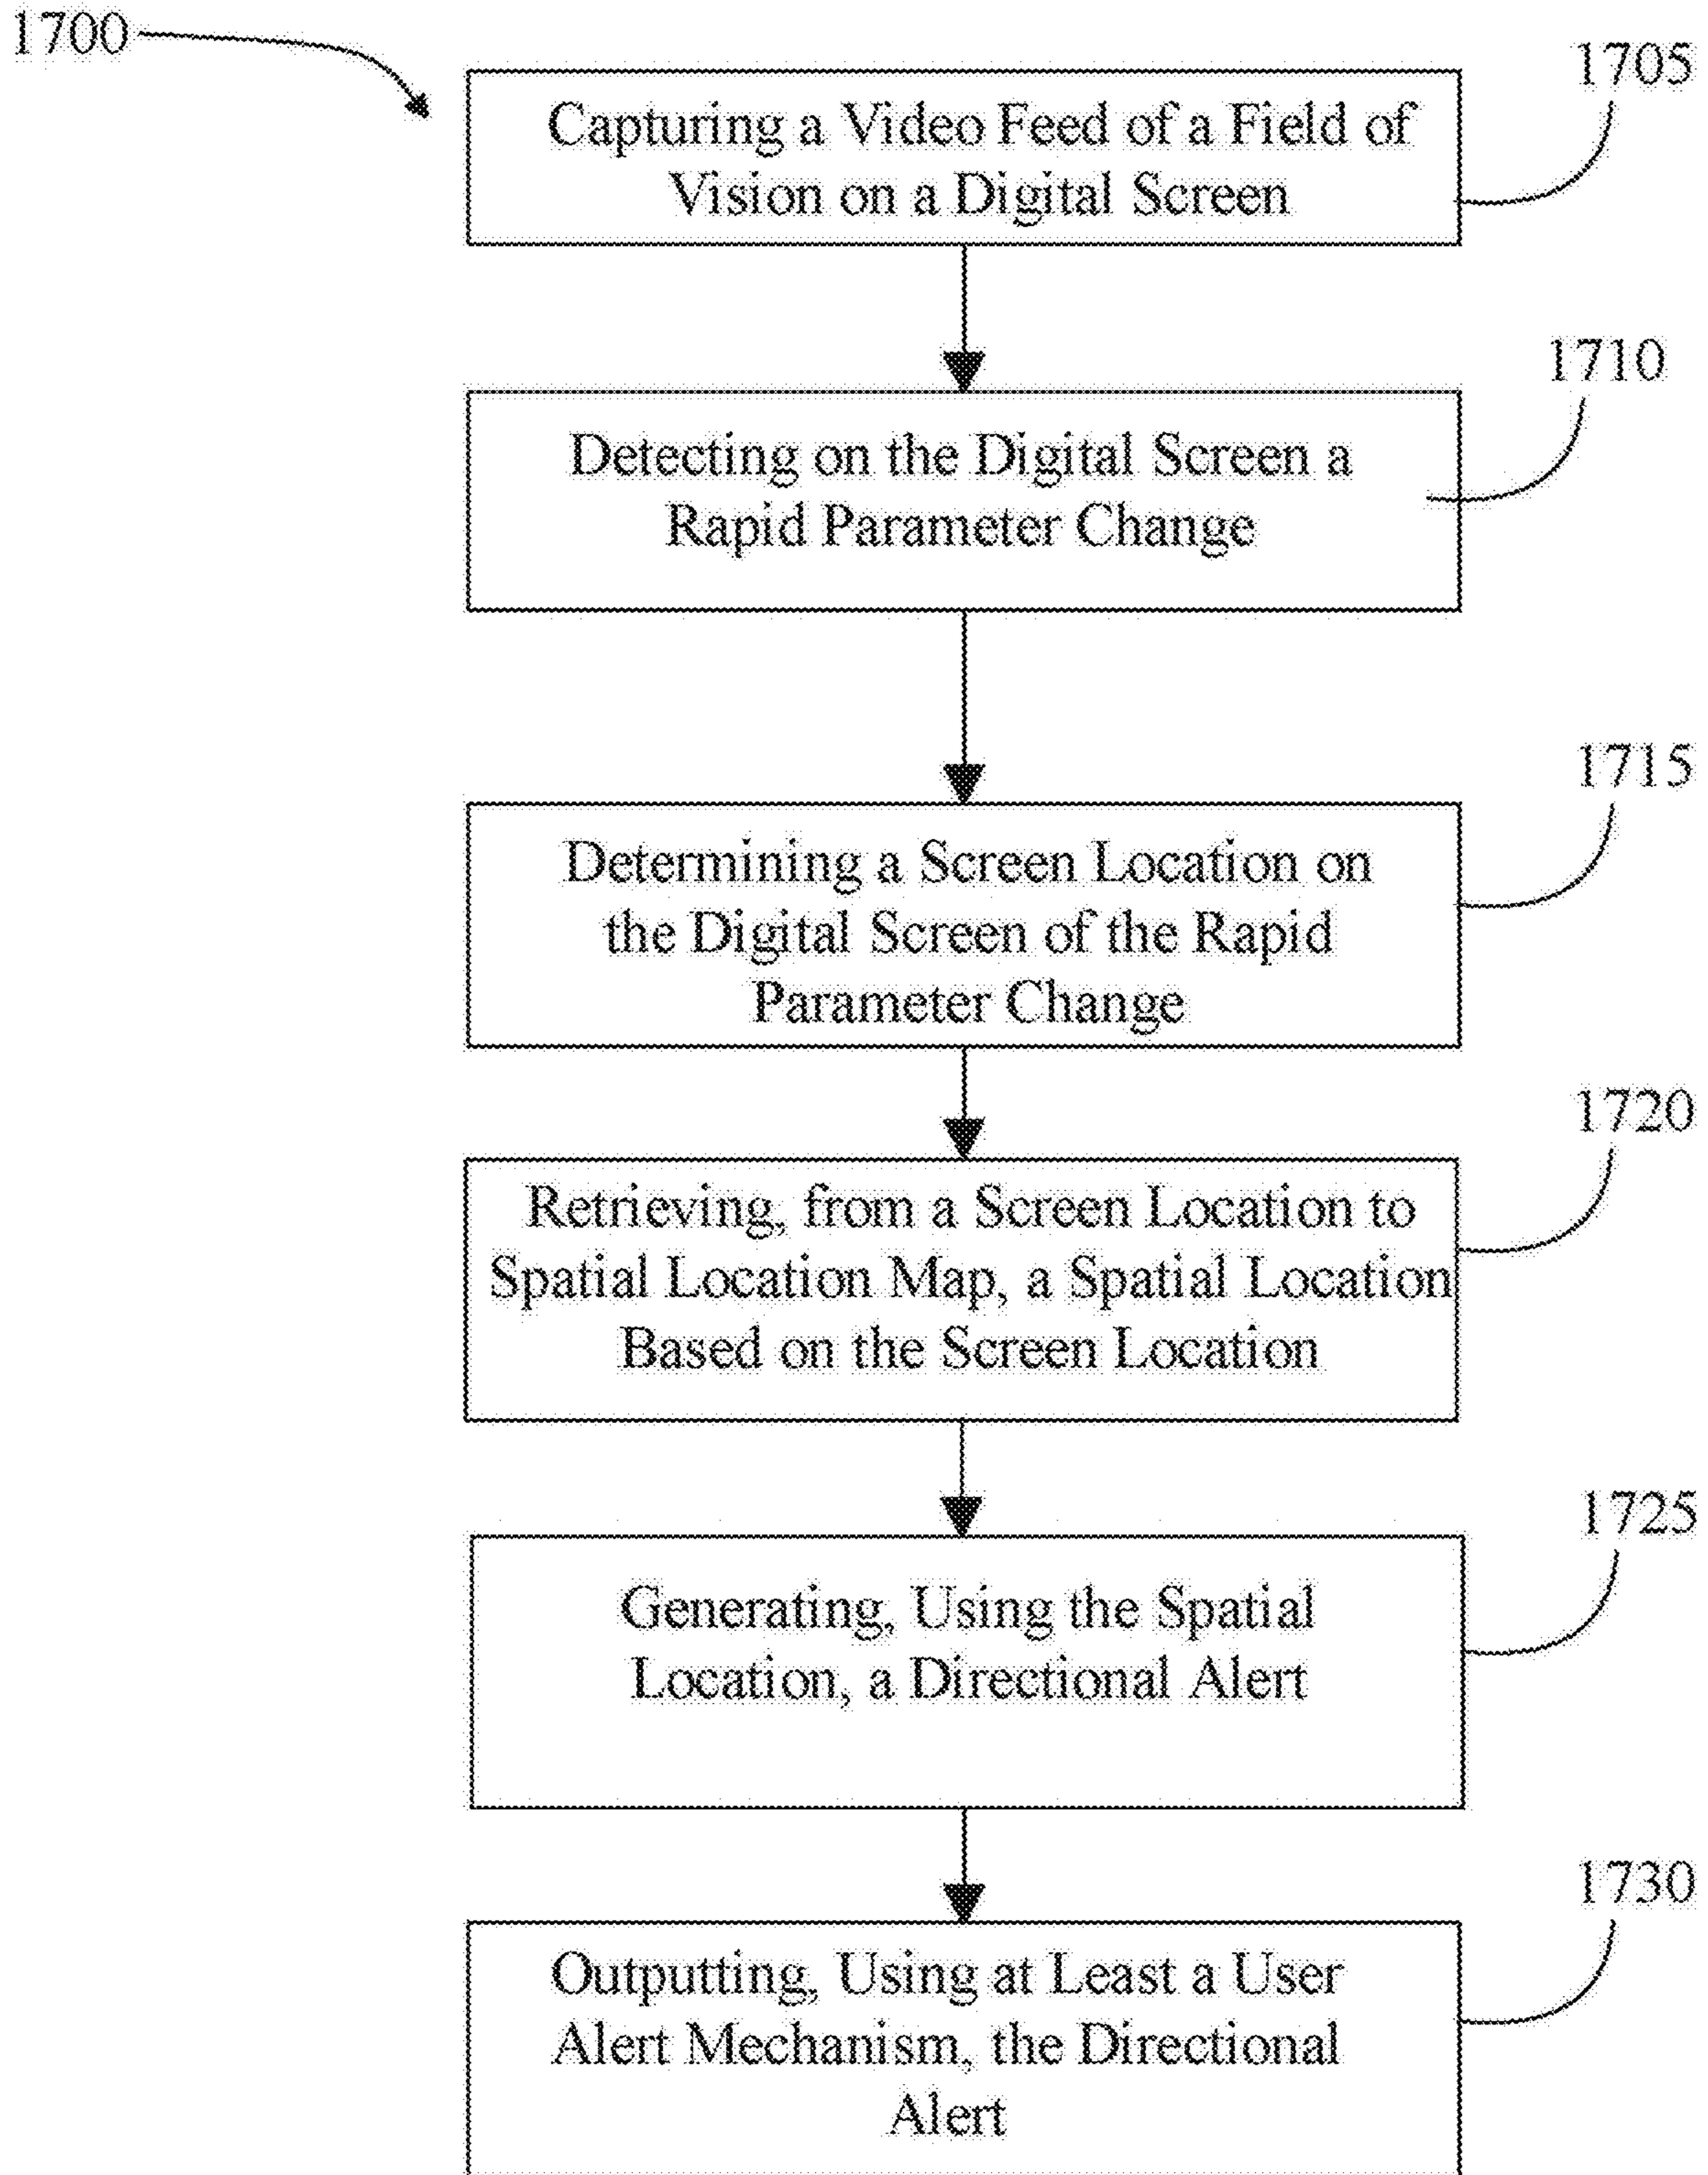 1700
1705
Capturing a Video Feed of a Field of
Vision on a Digital Screen
1710
Detecting on the Digital Screen a
Rapid Parameter Change
1715
Determining a Screen Location on
the Digital Screen of the Rapid
Parameter Change
1720
Retrieving, from a Screen Location to
Spatial Location Map, a Spatial Location
Based on the Screen Location
1725
Generating, Using the Spatial
Location, a Directional Alert
1730
Outputting, Using at Least a User
Alert Mechanism, the Directional
Alert